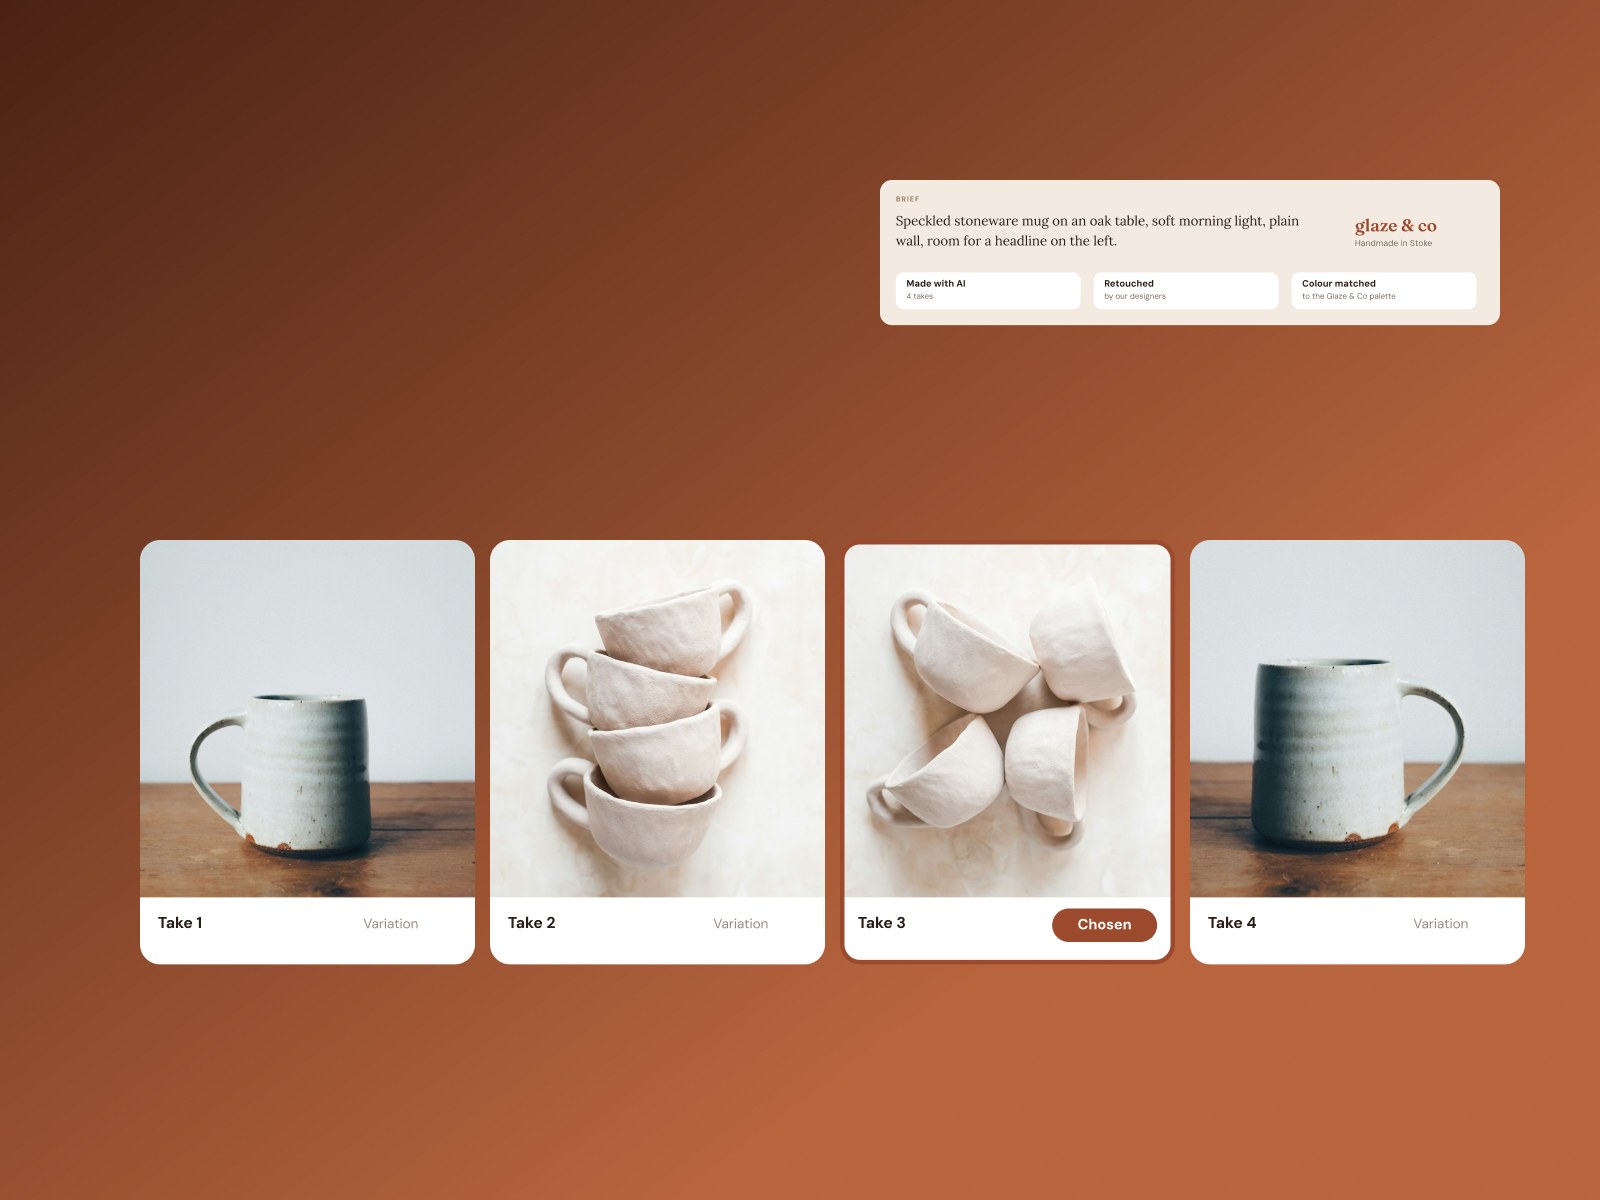 BRIEF
Speckled stoneware mug on an oak table, soft morning light, plain
wall, room for a headline on the left.
glaze & co
Handmade in Stoke
Made with AI
4 takes
Retouched
by our designers
Colour matched
to the Glaze & Co palette
Take 1
Variation
Take 2
Variation
Take 3
Chosen
Take 4
Variation